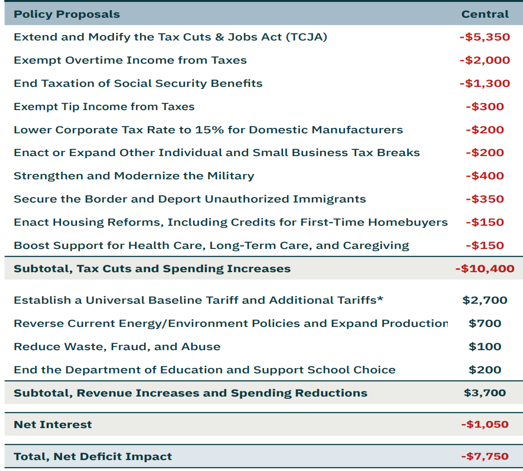 Policy Proposals Central
Extend and Modify the Tax Cuts & Jobs Act (TCJA) -$5,350
Exempt Overtime Income from Taxes -$2,000
End Taxation of Social Security Benefits -$1,300
Exempt Tip Income from Taxes -$300
Lower Corporate Tax Rate to 15% for Domestic Manufacturers -$200
Enact or Expand Other Individual and Small Business Tax Breaks -$200
Strengthen and Modernize the Military -$400
Secure the Border and Deport Unauthorized Immigrants -$350
Enact Housing Reforms, Including Credits for First-Time Homebuyers -$150
Boost Support for Health Care, Long-Term Care, and Caregiving -$150
Subtotal, Tax Cuts and Spending Increases -$10,400
Establish a Universal Baseline Tariff and Additional Tariffs* $2,700
Reverse Current Energy/Environment Policies and Expand Production $700
Reduce Waste, Fraud, and Abuse $100
End the Department of Education and Support School Choice $200
Subtotal, Revenue Increases and Spending Reductions $3,700
Net Interest -$1,050
Total, Net Deficit Impact -$7,750